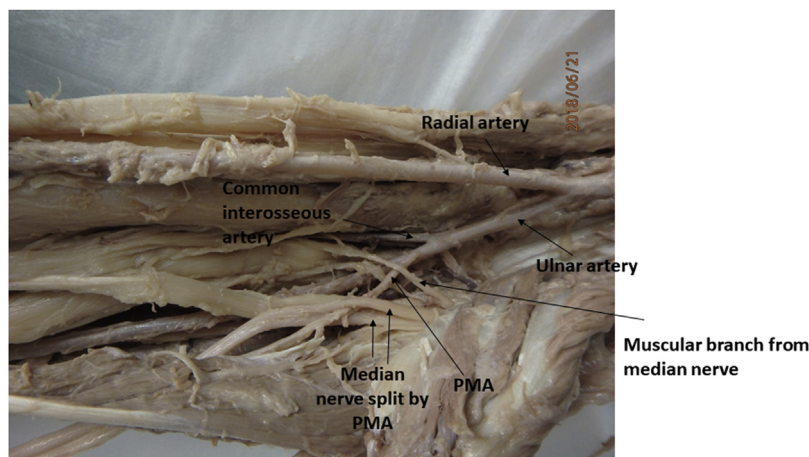 2018/06/21
Radial artery
Common
interosseous
artery
Ulnar artery
Muscular branch from
median nerve
Median
nerve split by
PMA
PMA